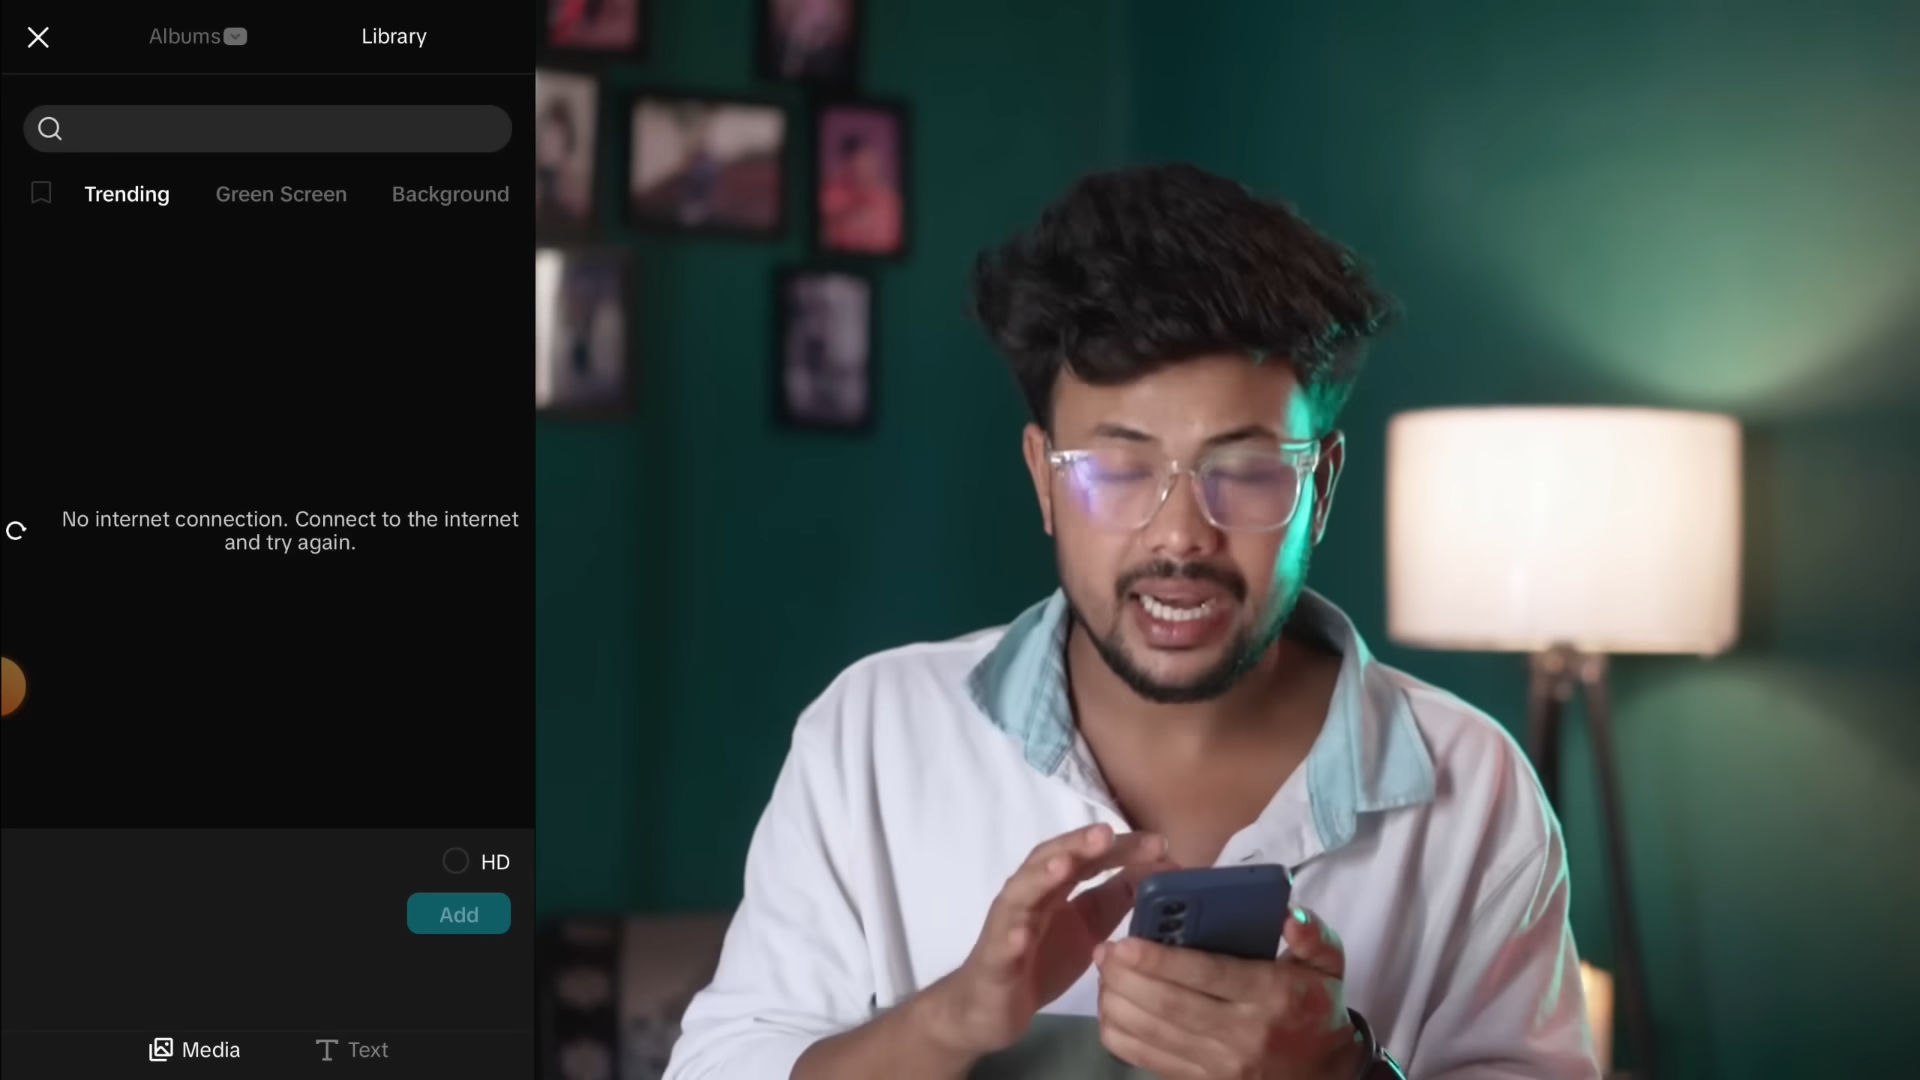 Albums
Library
Trending
Green Screen
Background
No internet connection. Connect to the internet
and try again.
HD
Add
Media
Text